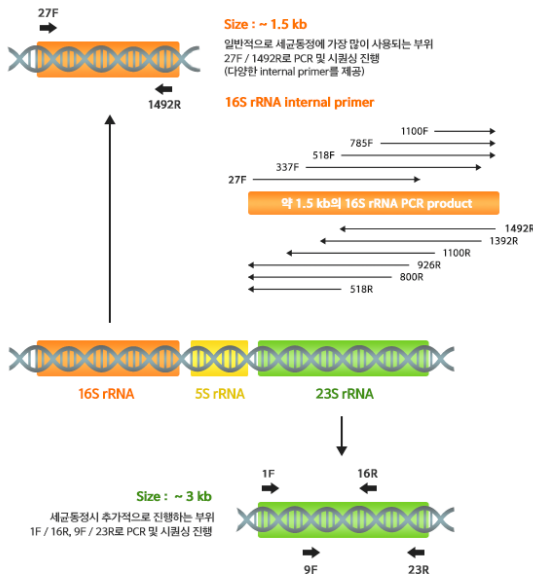 27F
1492R
Size : ~ 1.5 kb
일반적으로 세균동정에 가장 많이 사용되는 부위
27F / 1492R로 PCR 및 시퀀싱 진행
(다양한 internal primer를 제공)
16S rRNA internal primer
1100F
785F
518F
337F
27F
약 1.5 kb의 16S rRNA PCR product
1492R
1392R
1100R
926R
800R
518R
16S rRNA
5S rRNA
23S rRNA
Size : ~ 3 kb
세균동정시 추가적으로 진행하는 부위
1F / 16R, 9F / 23R로 PCR 및 시퀀싱 진행
1F
16R
9F
23R